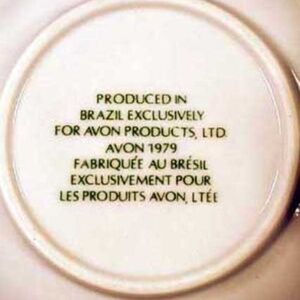 PRODUCED IN
BRAZIL EXCLUSIVELY
FOR AVON PRODUCTS, LTD.
AVON 1979
FABRIQUÉE AU BRÉSIL
EXCLUSIVEMENT POUR
LES PRODUITS AVON, LTÉE